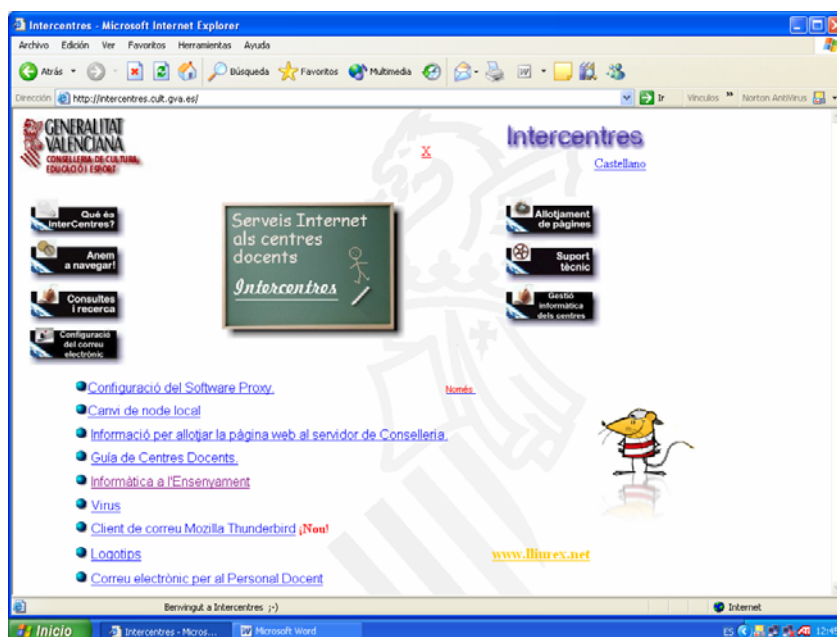 Intercentres - Microsoft Internet Explorer
Archivo Edición Ver Favoritos Herramientas Ayuda
Atrás Búsqueda Favoritos Multimedia
Dirección http://intercentres.cult.gva.es/ Ir Vínculos » Norton AntiVirus
GENERALITAT
VALENCIANA
CONSELLERIA DE CULTURA,
EDUCACIÓ I ESPORT
X
Intercentres
Castellano
Què és
InterCentres?
Anem
a navegar!
Consultes
i recerca
Configuració
del correu
electrònic
Serveis Internet
als centres
docents
Intercentres
Allotjament
de pàgines
Suport
tècnic
Gestió
informàtica
dels centres
Configuració del Software Proxy.
Només
Canvi de node local
Informació per allotjar la pàgina web al servidor de Conselleria.
Guía de Centres Docents.
Informàtica a l'Ensenyament
Virus
Client de correu Mozilla Thunderbird ¡Nou!
Logotips
www.lliurex.net
Correu electrònic per al Personal Docent
Benvingut a Intercentres ;-) Internet
Inicio Intercentres - Micros... Microsoft Word ES 12:45